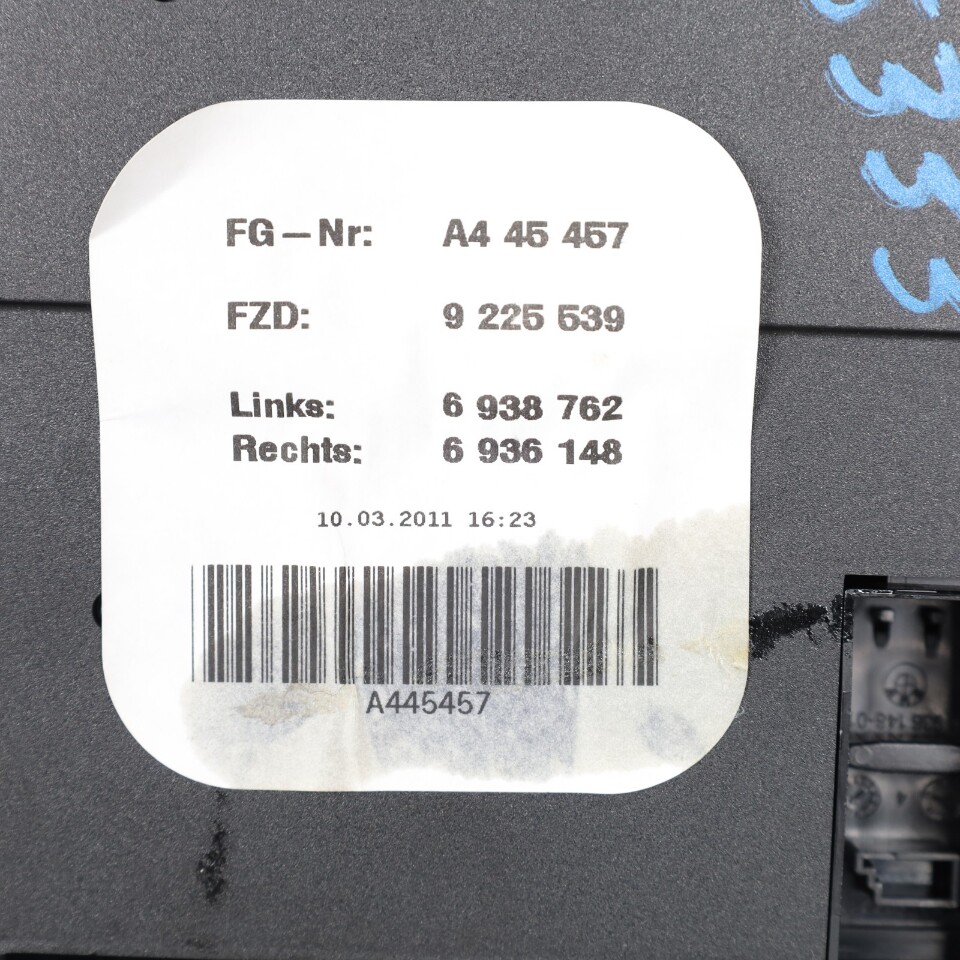 FG—Nr: A4 45 457
FZD: 9 225 539
Links: 6 938 762
Rechts: 6 936 148
10.03.2011 16:23
A445457